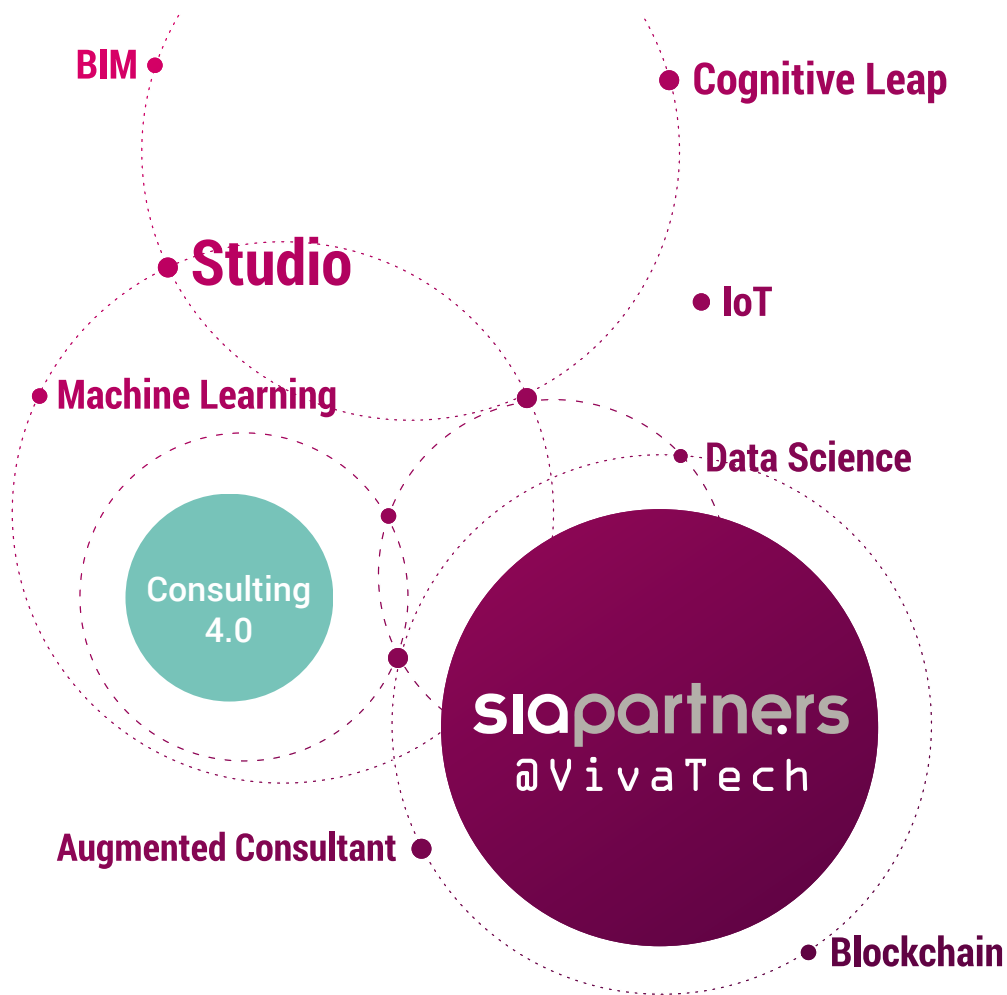 BIM
Cognitive Leap
Studio
IoT
Machine Learning
Data Science
Consulting
4.0
siapartners
@VivaTech
Augmented Consultant
Blockchain